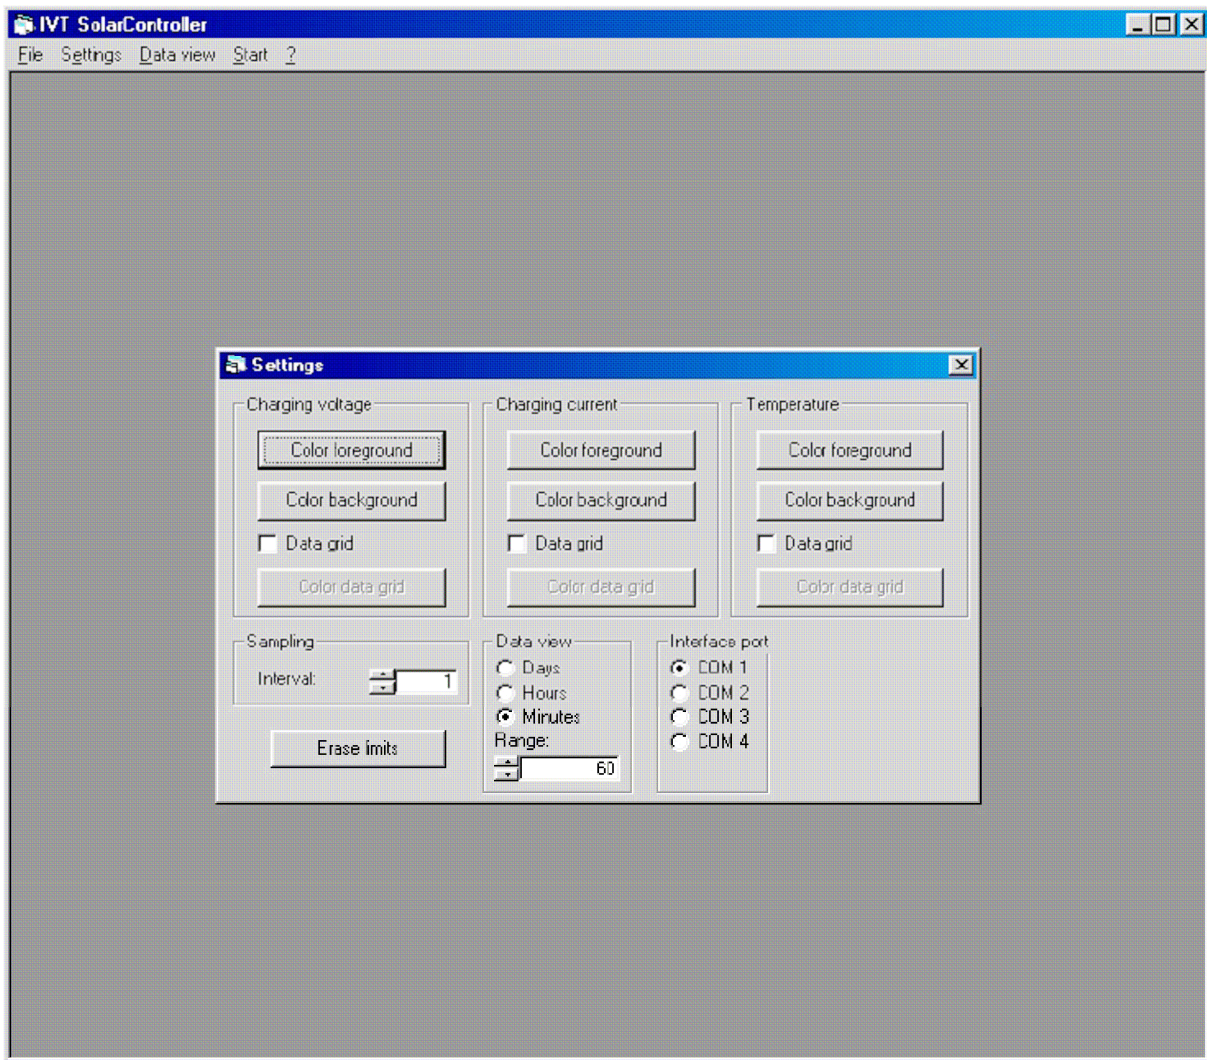 IVT SolarController
File Settings Data view Start ?
Settings
Charging voltage
Color foreground
Color background
Data grid
Color data grid
Charging current
Color foreground
Color background
Data grid
Color data grid
Temperature
Color foreground
Color background
Data grid
Color data grid
Sampling
Interval: 1
Erase limits
Data view
Days
Hours
Minutes
Range:
60
Interface port
COM 1
COM 2
COM 3
COM 4